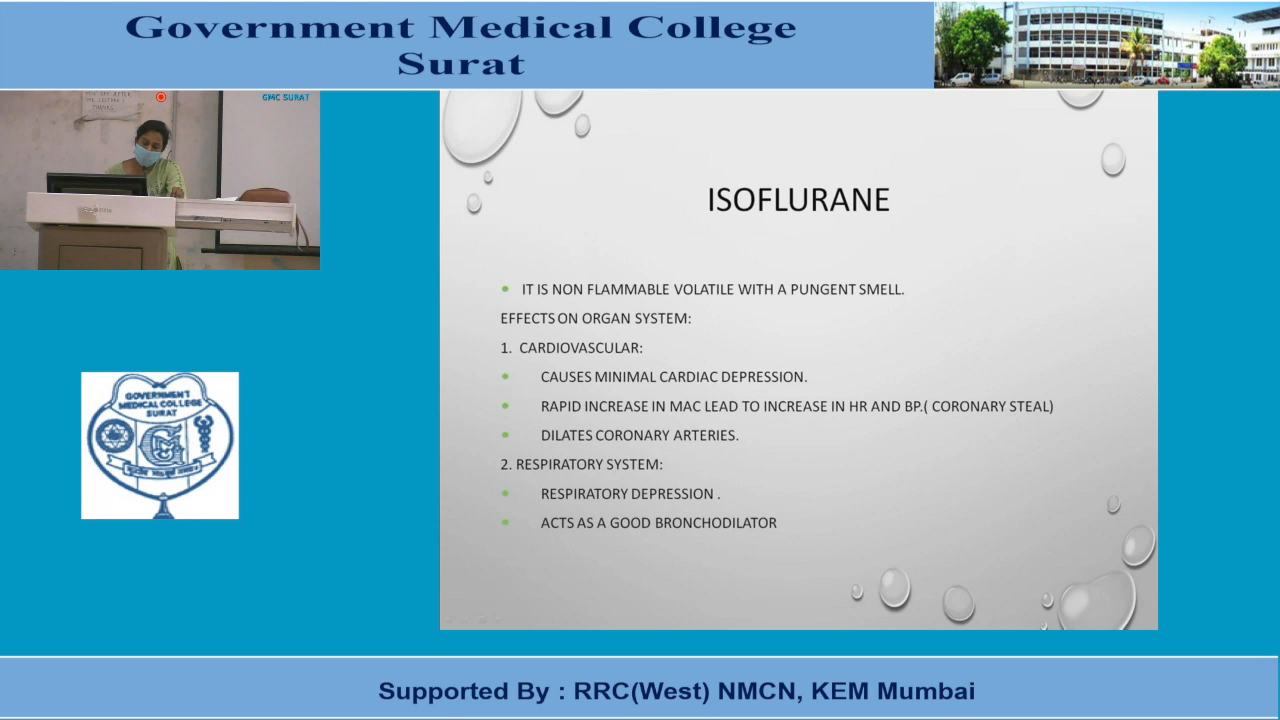 Government Medical College
Surat
THANKS
GMC SURAT
ISOFLURANE
• IT IS NON FLAMMABLE VOLATILE WITH A PUNGENT SMELL.
EFFECTS ON ORGAN SYSTEM:
1. CARDIOVASCULAR:
• CAUSES MINIMAL CARDIAC DEPRESSION.
• RAPID INCREASE IN MAC LEAD TO INCREASE IN HR AND BP.( CORONARY STEAL)
• DILATES CORONARY ARTERIES.
2. RESPIRATORY SYSTEM:
• RESPIRATORY DEPRESSION .
• ACTS AS A GOOD BRONCHODILATOR
GOVERNMENT
MEDICAL COLLEGE
SURAT
Supported By : RRC(West) NMCN, KEM Mumbai